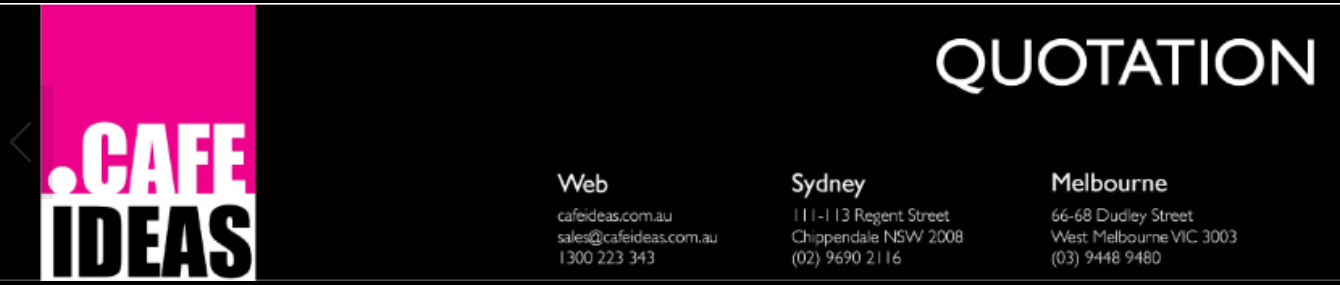 .CAFE
IDEAS
QUOTATION
Web
cafeideas.com.au
sales@cafeideas.com.au
1300 223 343
Sydney
111-113 Regent Street
Chippendale NSW 2008
(02) 9690 2116
Melbourne
66-68 Dudley Street
West Melbourne VIC 3003
(03) 9448 9480